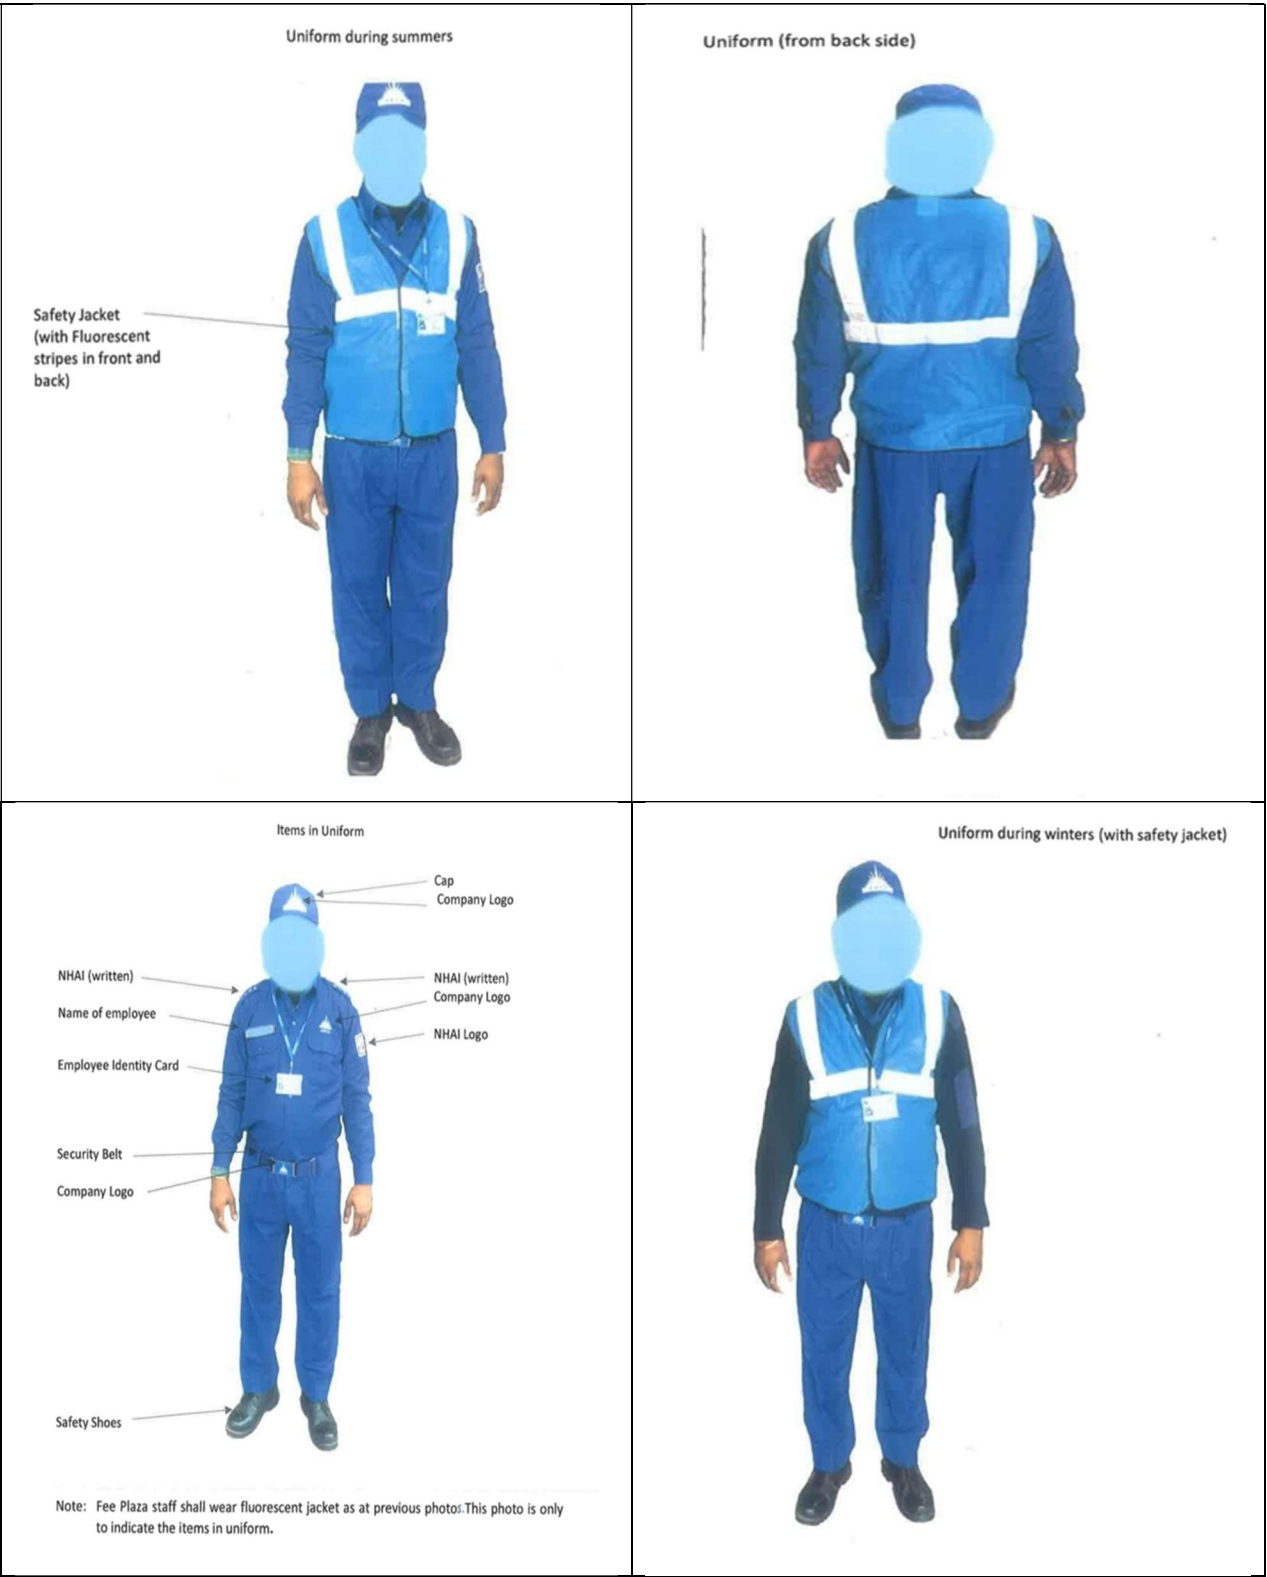 Uniform during summers
Safety Jacket
(with Fluorescent
stripes in front and
back)
Uniform (from back side)
Items in Uniform
Cap
Company Logo
NHAI (written)
Name of employee
Employee Identity Card
Security Belt
Company Logo
Safety Shoes
NHAI (written)
Company Logo
NHAI Logo
Note: Fee Plaza staff shall wear fluorescent jacket as at previous photos.This photo is only
to indicate the items in uniform.
Uniform during winters (with safety jacket)